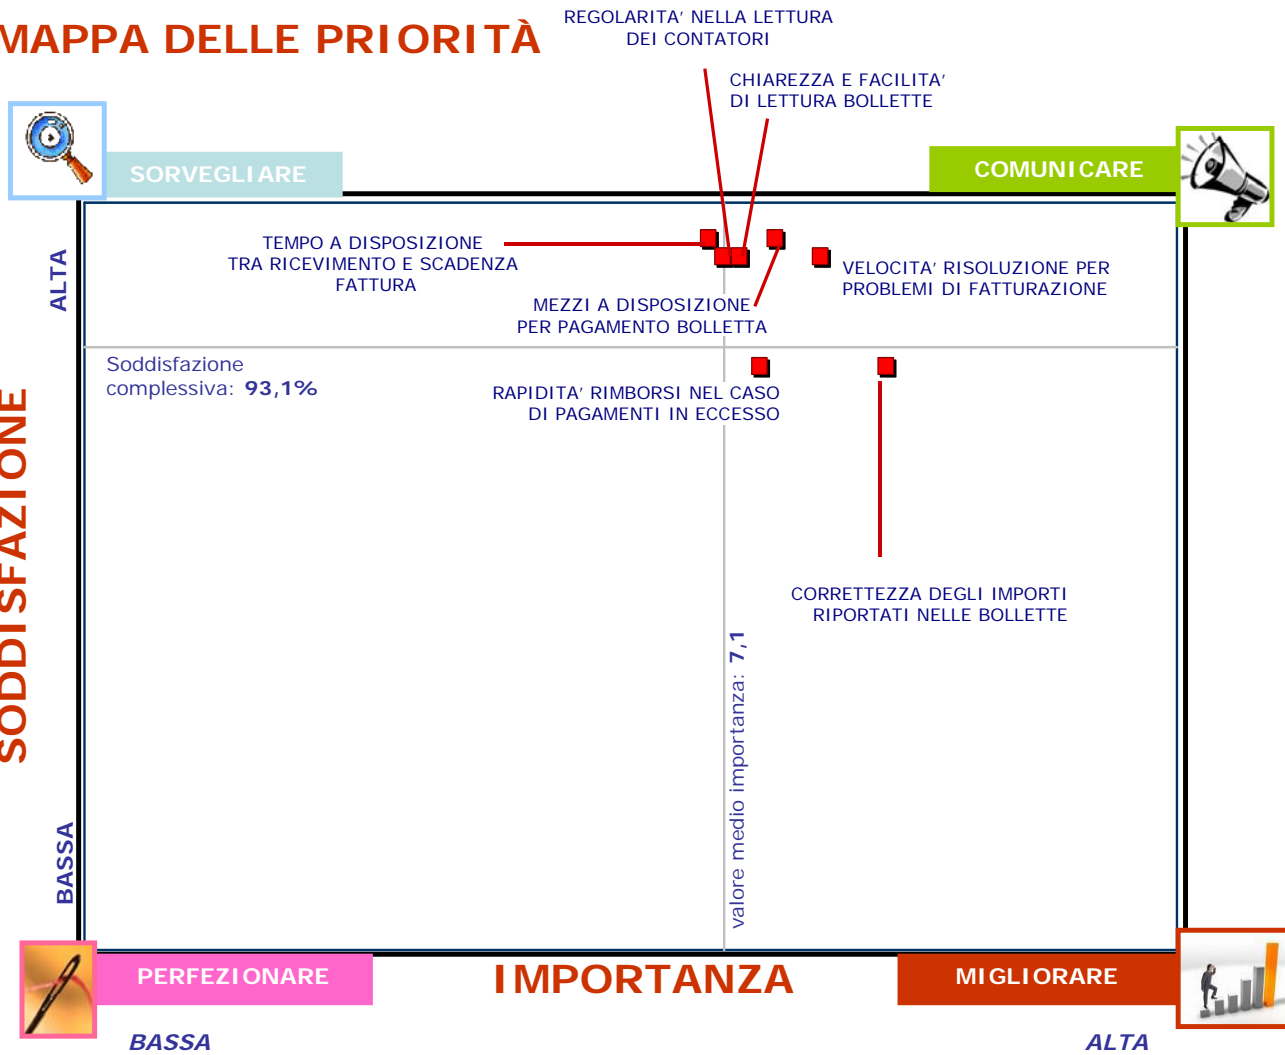 MAPPA DELLE PRIORITÀ
REGOLARITA' NELLA LETTURA
DEI CONTATORI
CHIAREZZA E FACILITA'
DI LETTURA BOLLETTE
SORVEGLIARE
COMUNICARE
ALTA
TEMPO A DISPOSIZIONE
TRA RICEVIMENTO E SCADENZA
FATTURA
VELOCITA' RISOLUZIONE PER
PROBLEMI DI FATTURAZIONE
MEZZI A DISPOSIZIONE
PER PAGAMENTO BOLLETTA
Soddisfazione
complessiva: 93,1%
RAPIDITA' RIMBORSI NEL CASO
DI PAGAMENTI IN ECCESSO
SODDISFAZIONE
CORRETTEZZA DEGLI IMPORTI
RIPORTATI NELLE BOLLETTE
valore medio importanza: 7,1
BASSA
PERFEZIONARE
IMPORTANZA
MIGLIORARE
BASSA
ALTA